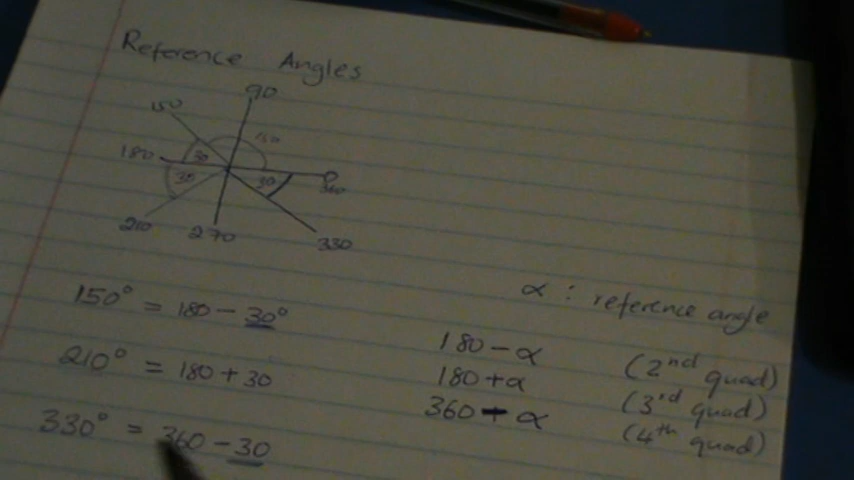 Reference Angles
90
150
150
180 30
30 30 0
360
210 270 330
α : reference angle
150° = 180 - 30°
180 - α (2nd quad)
210° = 180 + 30
180 + α (3rd quad)
330° = 360 - 30
360 - α (4th quad)